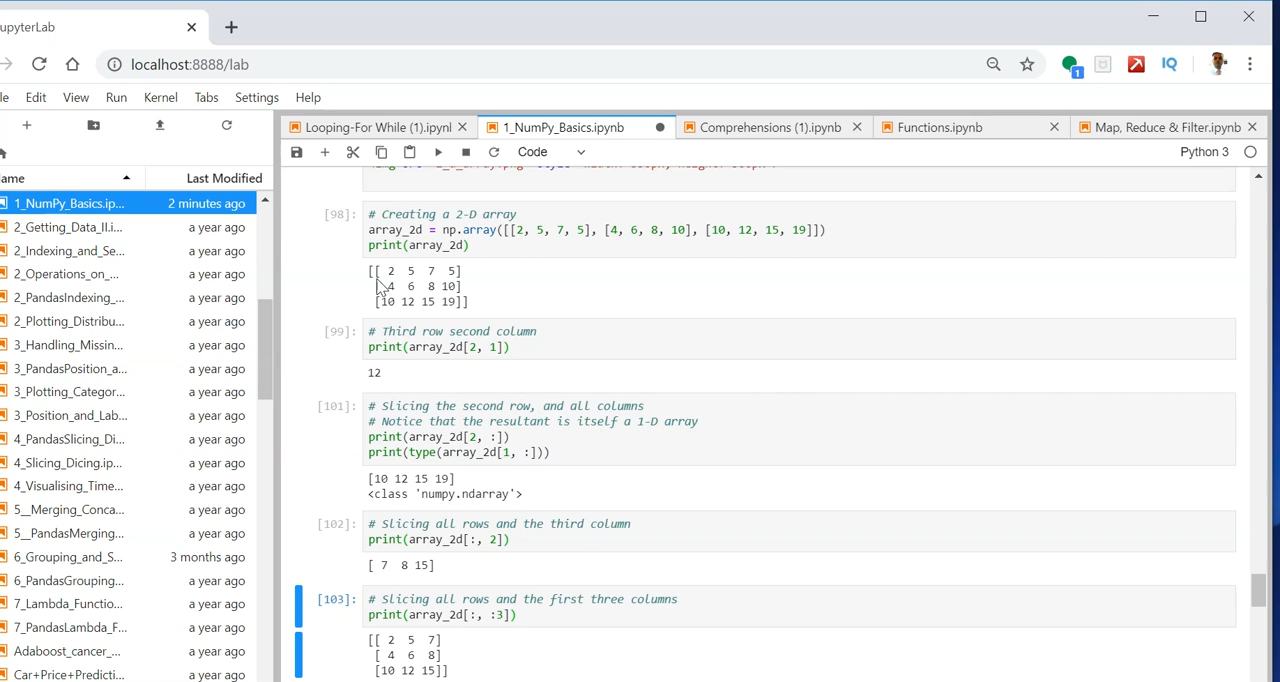 upyterLab
localhost:8888/lab
1
IQ
le Edit View Run Kernel Tabs Settings Help
Looping-For While (1).ipynl
1_NumPy_Basics.ipynb
Comprehensions (1).ipynb
Functions.ipynb
Map, Reduce & Filter.ipynb
Code
Python 3
ame Last Modified
1_NumPy_Basics.ip... 2 minutes ago
2_Getting_Data_II.i... a year ago
2_Indexing_and_Se... a year ago
2_Operations_on_... a year ago
2_PandasIndexing_... a year ago
2_Plotting_Distribu... a year ago
3_Handling_Missin... a year ago
3_PandasPosition_a... a year ago
3_Plotting_Categor... a year ago
3_Position_and_Lab... a year ago
4_PandasSlicing_Di... a year ago
4_Slicing_Dicing.ip... a year ago
4_Visualising_Time... a year ago
5__Merging_Conca... a year ago
5__PandasMerging... a year ago
6_Grouping_and_S... 3 months ago
6_PandasGrouping... a year ago
7_Lambda_Functio... a year ago
7_PandasLambda_F... a year ago
Adaboost_cancer_... a year ago
Car+Price+Predicti... a year ago
[98]: # Creating a 2-D array
array_2d = np.array([[2, 5, 7, 5], [4, 6, 8, 10], [10, 12, 15, 19]])
print(array_2d)
[[ 2 5 7 5]
[ 4 6 8 10]
[10 12 15 19]]
[99]: # Third row second column
print(array_2d[2, 1])
12
[101]: # Slicing the second row, and all columns
# Notice that the resultant is itself a 1-D array
print(array_2d[2, :])
print(type(array_2d[1, :]))
[10 12 15 19]
<class 'numpy.ndarray'>
[102]: # Slicing all rows and the third column
print(array_2d[:, 2])
[ 7 8 15]
[103]: # Slicing all rows and the first three columns
print(array_2d[:, :3])
[[ 2 5 7]
[ 4 6 8]
[10 12 15]]